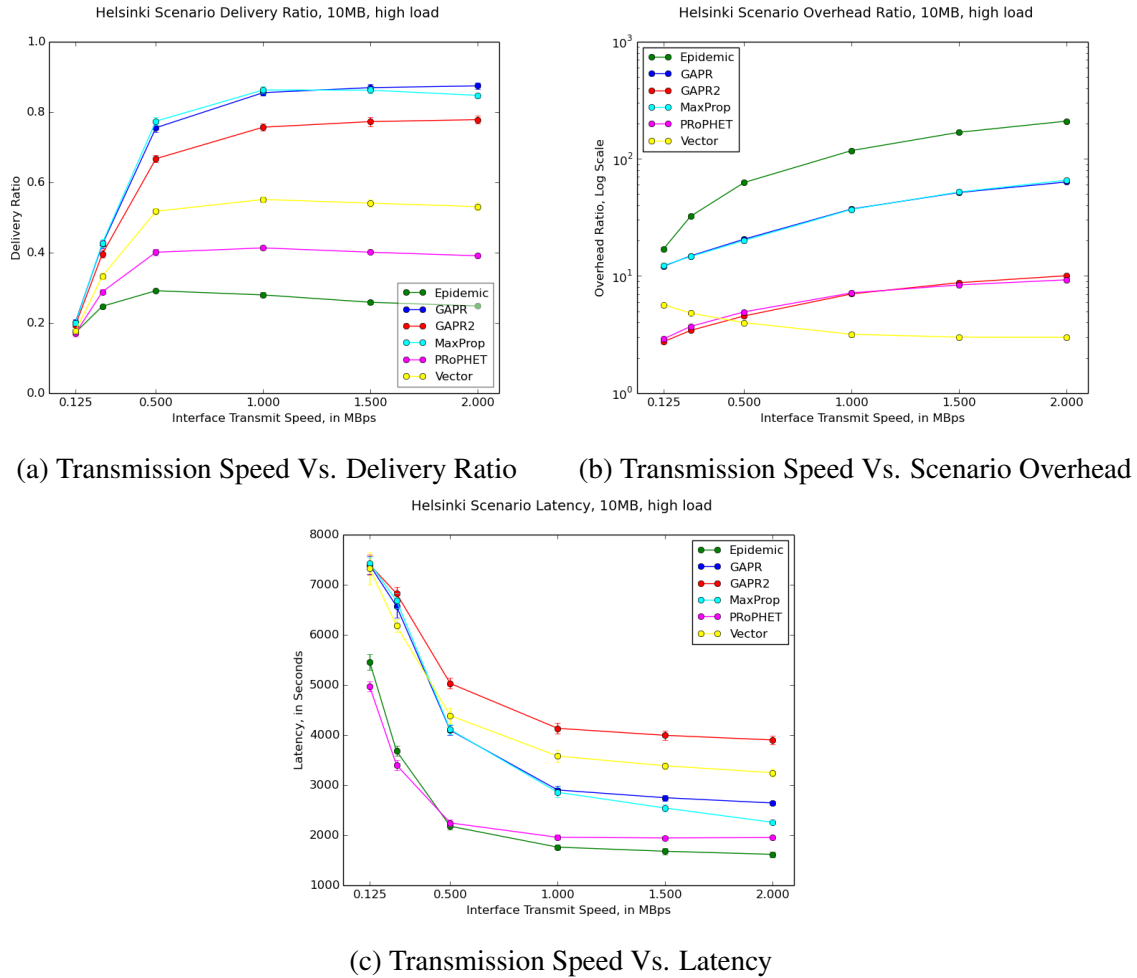 Helsinki Scenario Delivery Ratio, 10MB, high load
1.0
0.8
0.6
0.4
0.2
0.0
Delivery Ratio
Epidemic
GAPR
GAPR2
MaxProp
PRoPHET
Vector
0.125 0.500 1.000 1.500 2.000
Interface Transmit Speed, in MBps
(a) Transmission Speed Vs. Delivery Ratio
Helsinki Scenario Overhead Ratio, 10MB, high load
10^3
10^2
10^1
10^0
Overhead Ratio, Log Scale
Epidemic
GAPR
GAPR2
MaxProp
PRoPHET
Vector
0.125 0.500 1.000 1.500 2.000
Interface Transmit Speed, in MBps
(b) Transmission Speed Vs. Scenario Overhead
Helsinki Scenario Latency, 10MB, high load
8000
7000
6000
5000
4000
3000
2000
1000
Latency, in Seconds
Epidemic
GAPR
GAPR2
MaxProp
PRoPHET
Vector
0.125 0.500 1.000 1.500 2.000
Interface Transmit Speed, in MBps
(c) Transmission Speed Vs. Latency